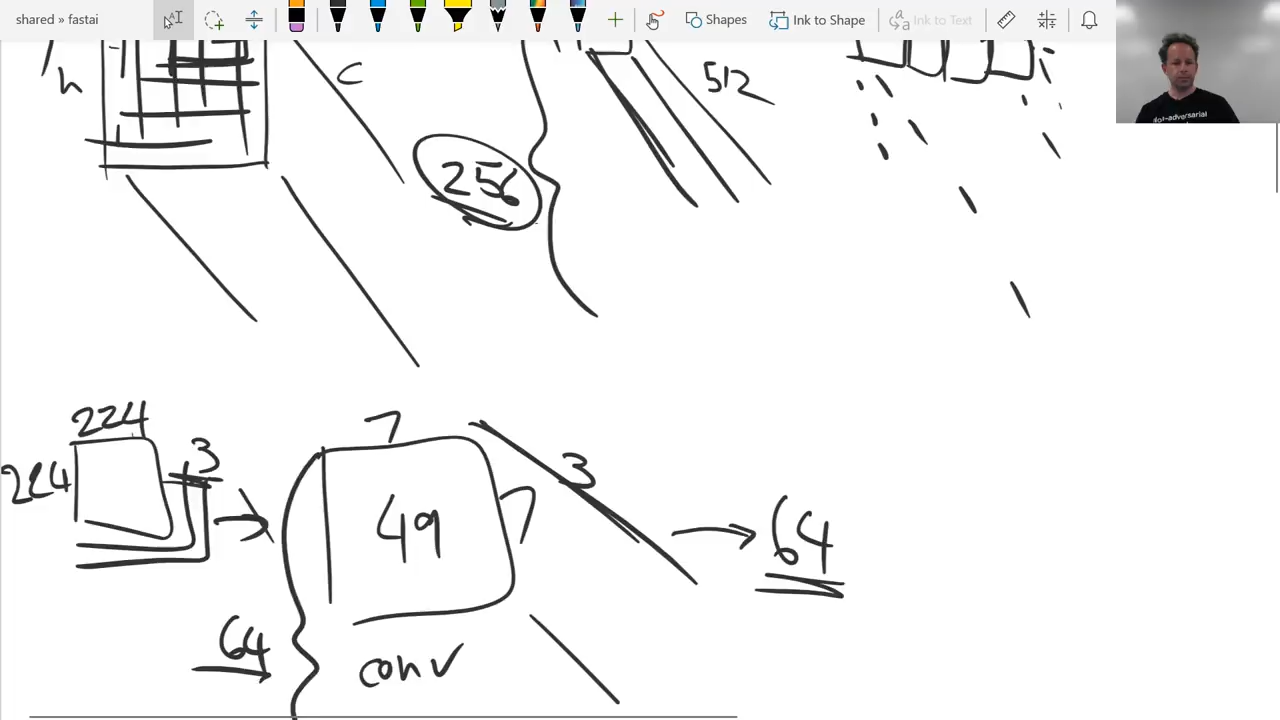 shared » fastai
Shapes
Ink to Shape
Ink to Text
h
c
512
256
224
224
3
7
49
7
3
64
64
conv